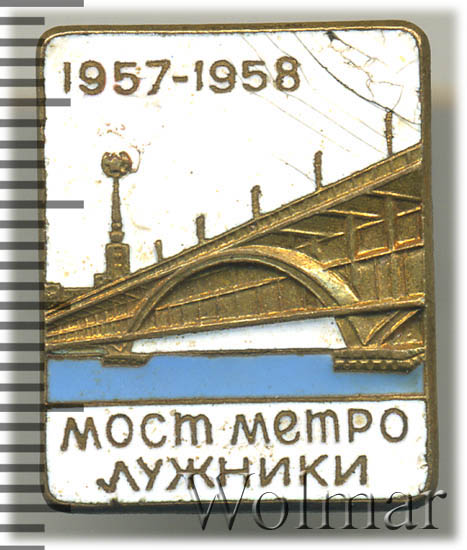 1957-1958
МОСТ МЕТРО
ЛУЖНИКИ
Wolmar